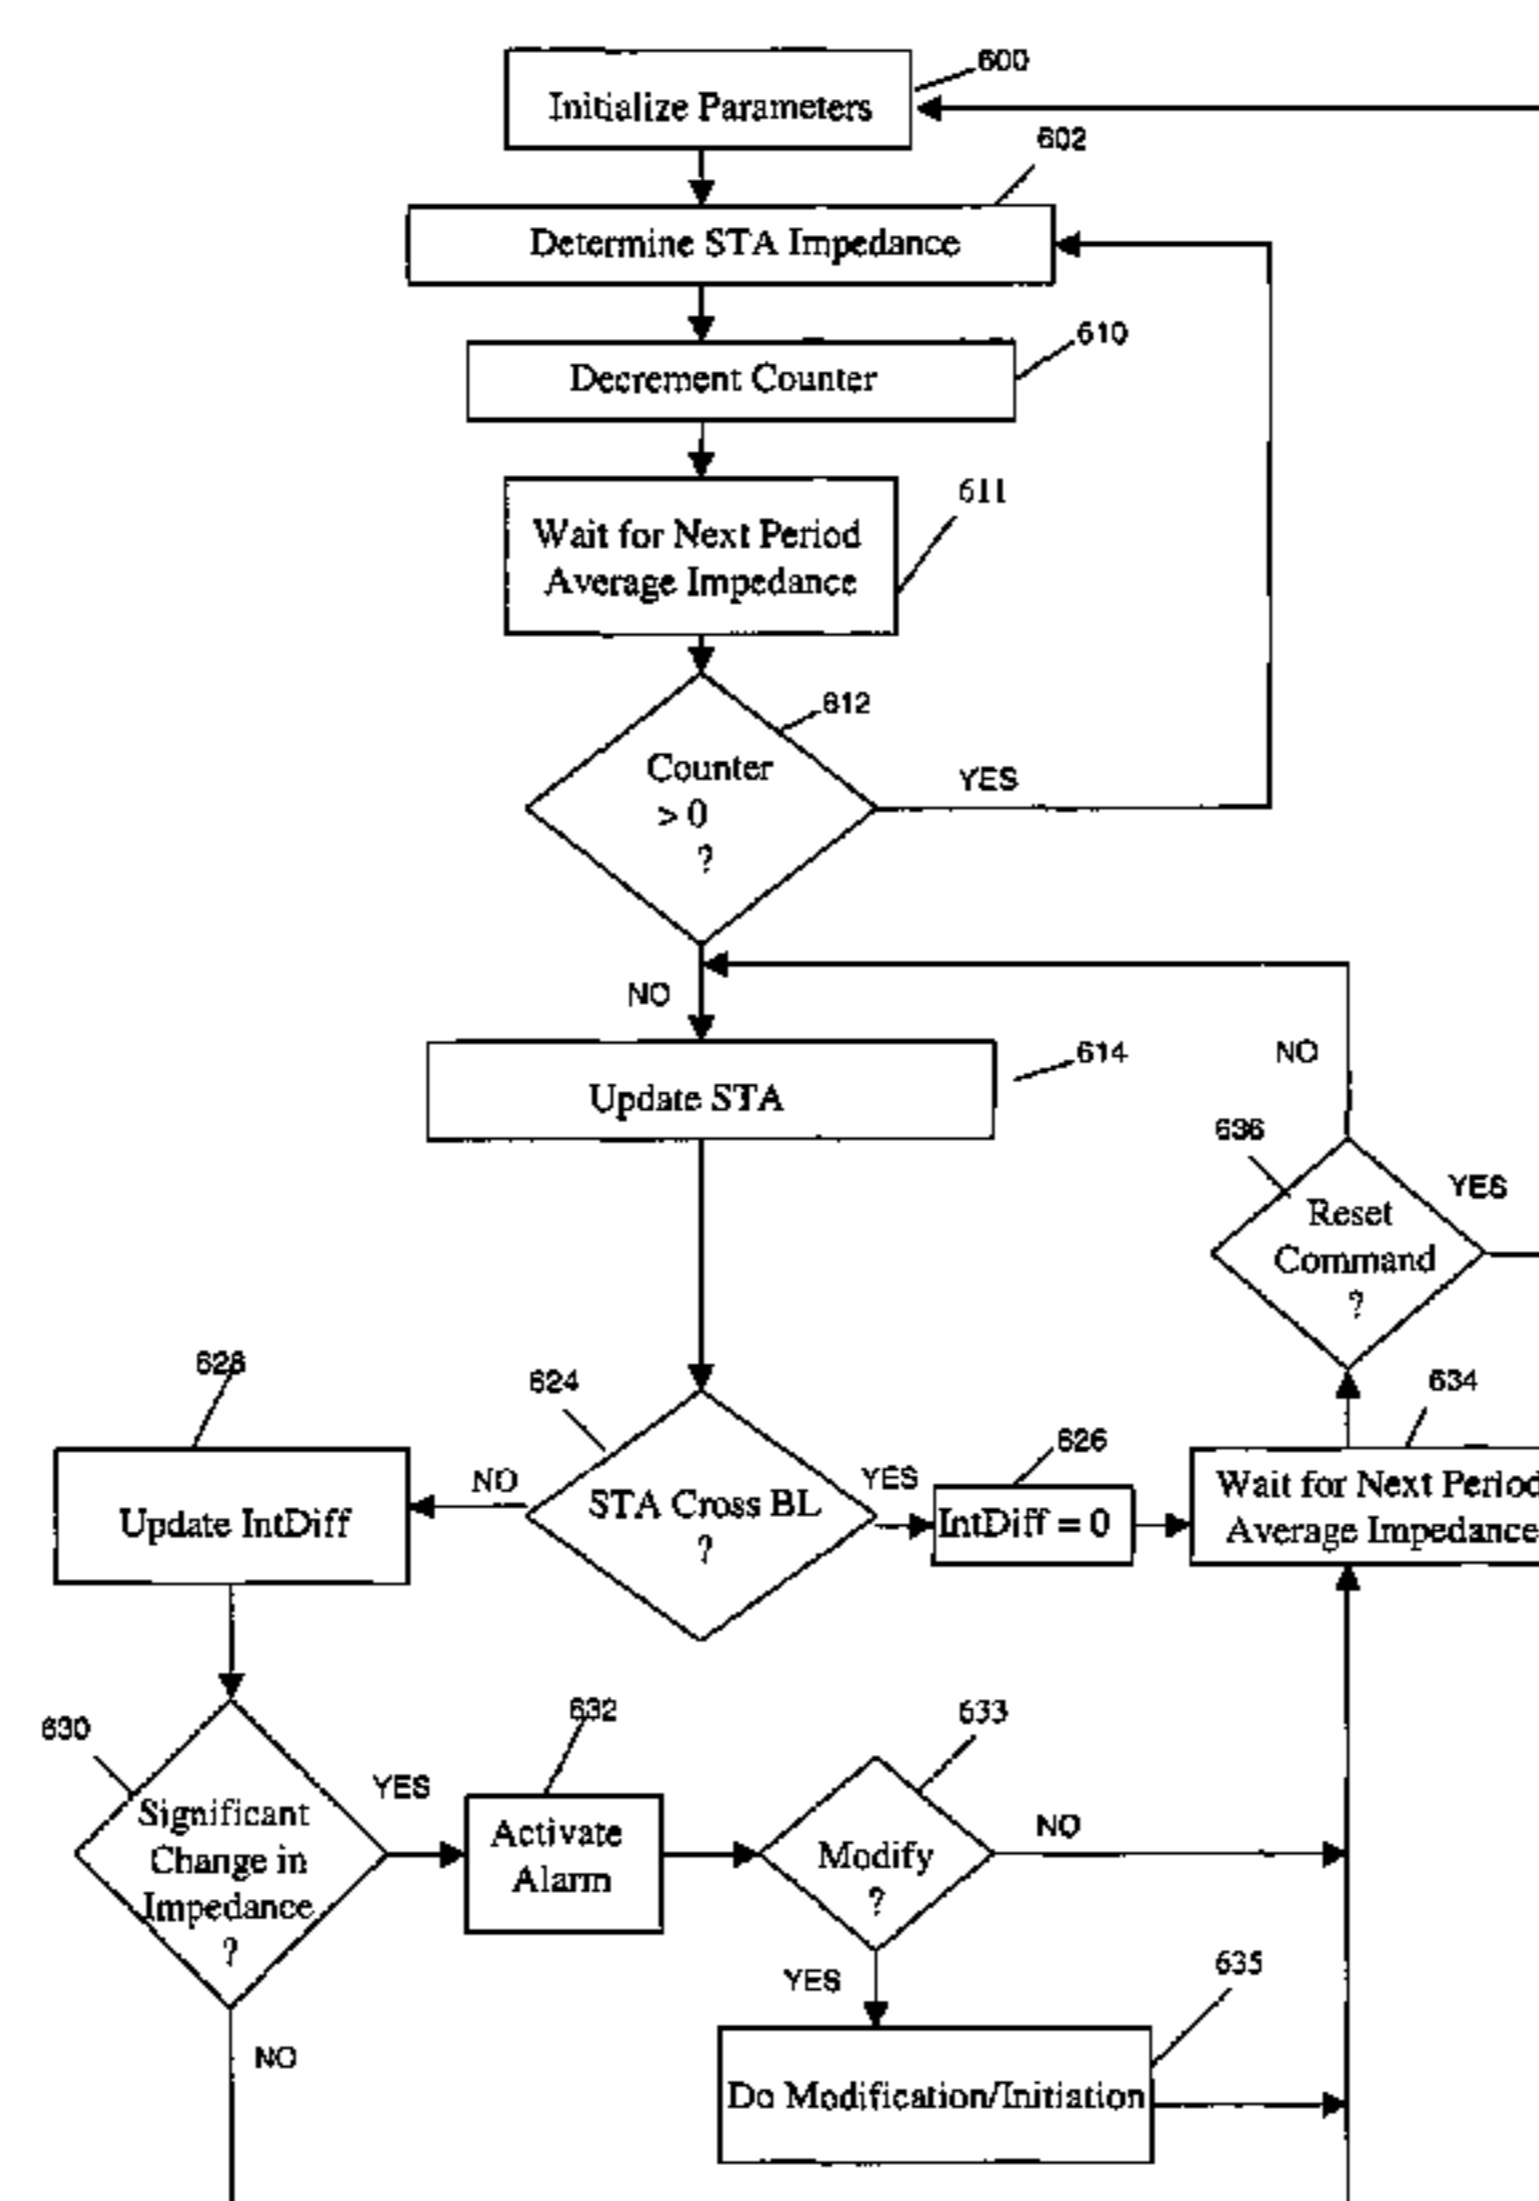 600
Initialize Parameters
602
Determine STA Impedance
610
Decrement Counter
611
Wait for Next Period
Average Impedance
612
Counter
> 0
?
YES
NO
614
Update STA
NO
636
Reset
Command
?
YES
628
Update IntDiff
624
NO
STA Cross BL
?
YES
626
IntDiff = 0
634
Wait for Next Period
Average Impedance
630
Significant
Change in
Impedance
?
YES
NO
632
Activate
Alarm
633
Modify
?
NO
YES
635
Do Modification/Initiation